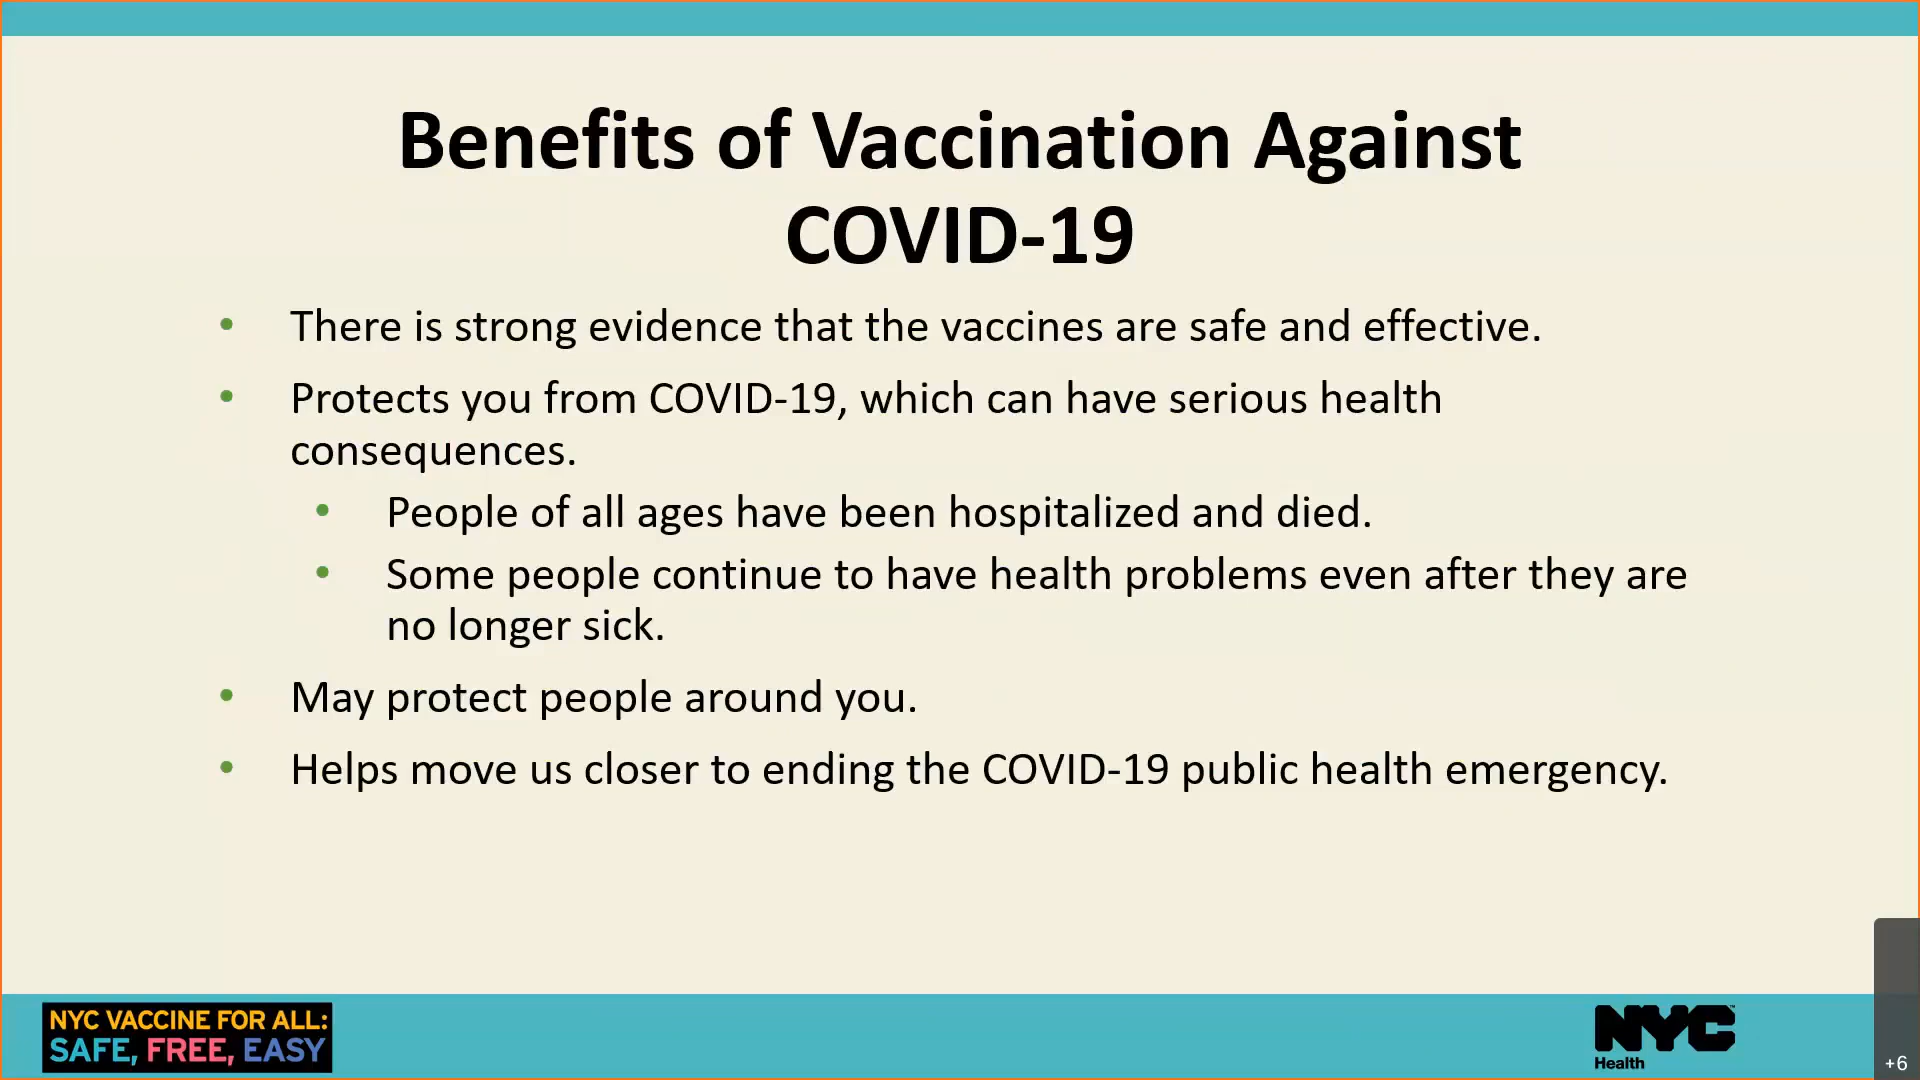 Benefits of Vaccination Against
COVID-19
• There is strong evidence that the vaccines are safe and effective.
• Protects you from COVID-19, which can have serious health
consequences.
• People of all ages have been hospitalized and died.
• Some people continue to have health problems even after they are
no longer sick.
• May protect people around you.
• Helps move us closer to ending the COVID-19 public health emergency.
NYC VACCINE FOR ALL:
SAFE, FREE, EASY
NYC
Health
+6